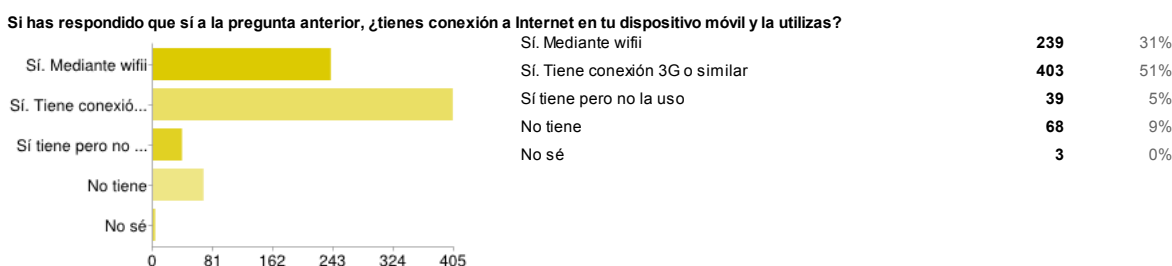 Si has respondido que sí a la pregunta anterior, ¿tienes conexión a Internet en tu dispositivo móvil y la utilizas?
Sí. Mediante wifii
Sí. Tiene conexió...
Sí tiene pero no ...
No tiene
No sé
0 81 162 243 324 405
Sí. Mediante wifii 239 31%
Sí. Tiene conexión 3G o similar 403 51%
Sí tiene pero no la uso 39 5%
No tiene 68 9%
No sé 3 0%